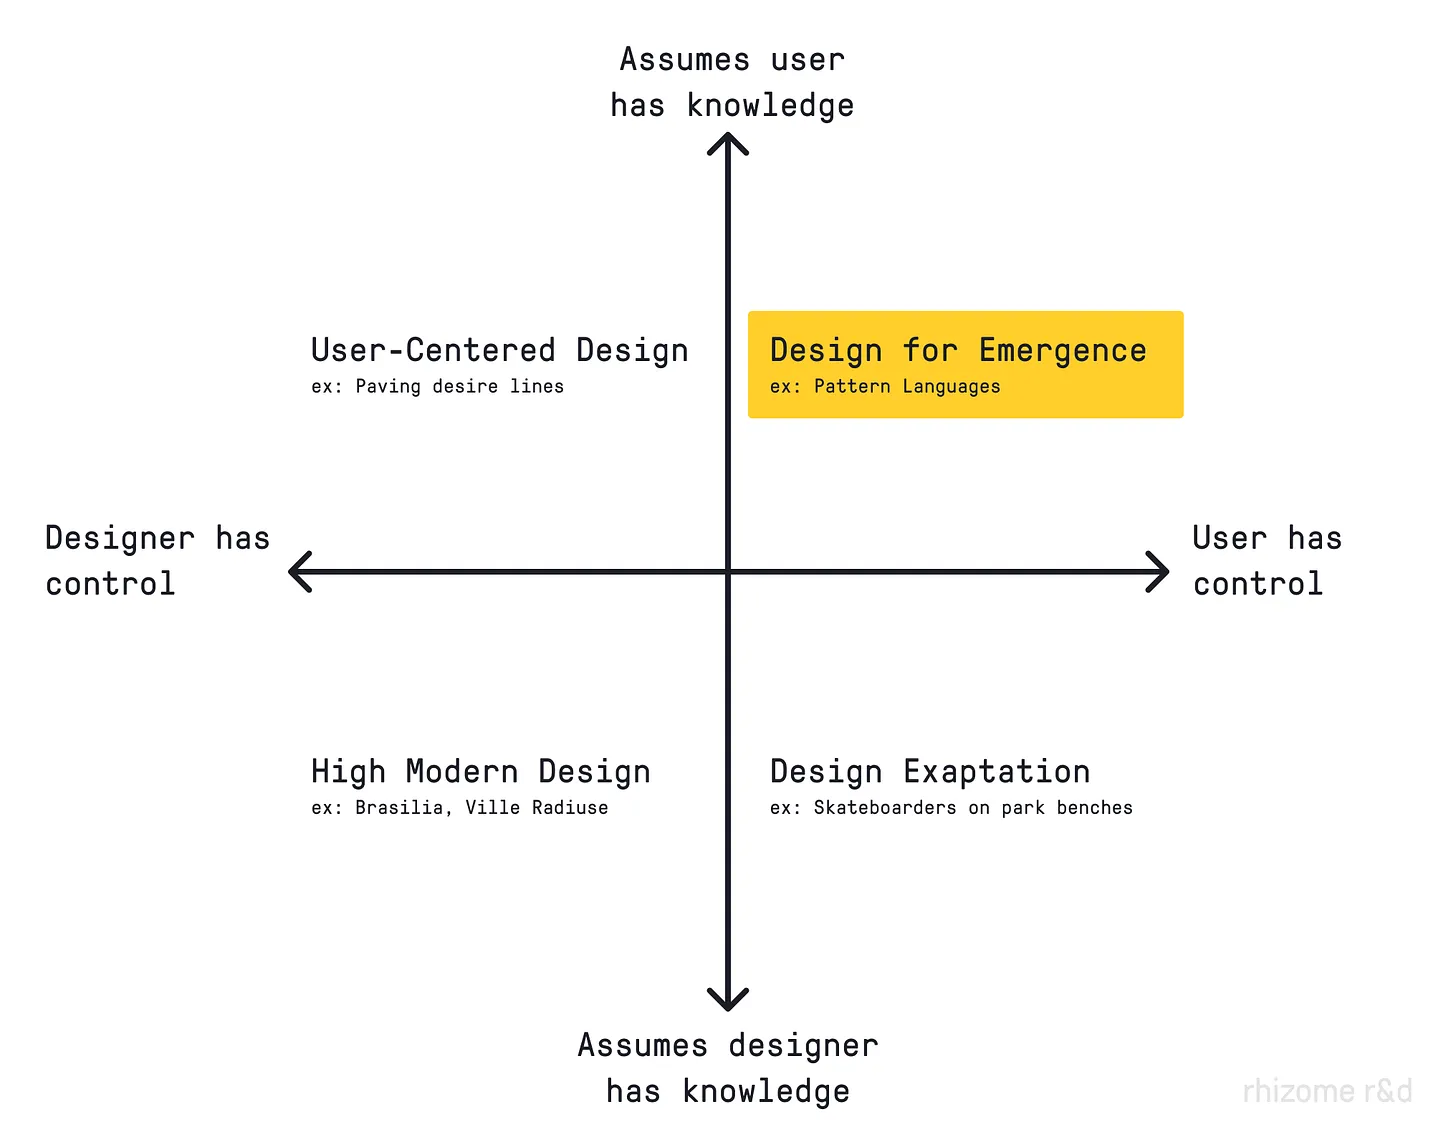 Assumes user
has knowledge
User-Centered Design
ex: Paving desire lines
Design for Emergence
ex: Pattern Languages
Designer has
control
User has
control
High Modern Design
ex: Brasilia, Ville Radiuse
Design Exaptation
ex: Skateboarders on park benches
Assumes designer
has knowledge
rhizome r&d